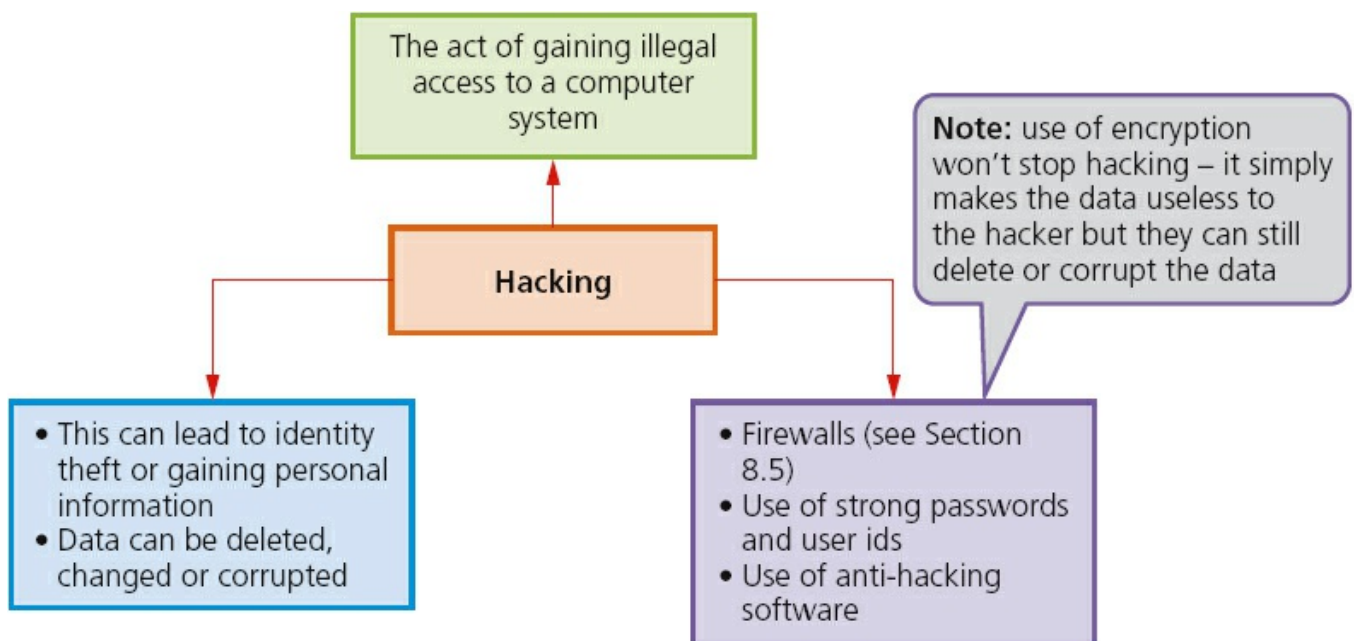 The act of gaining illegal
access to a computer
system
Note: use of encryption
won't stop hacking – it simply
makes the data useless to
the hacker but they can still
delete or corrupt the data
Hacking
• This can lead to identity
theft or gaining personal
information
• Data can be deleted,
changed or corrupted
• Firewalls (see Section
8.5)
• Use of strong passwords
and user ids
• Use of anti-hacking
software